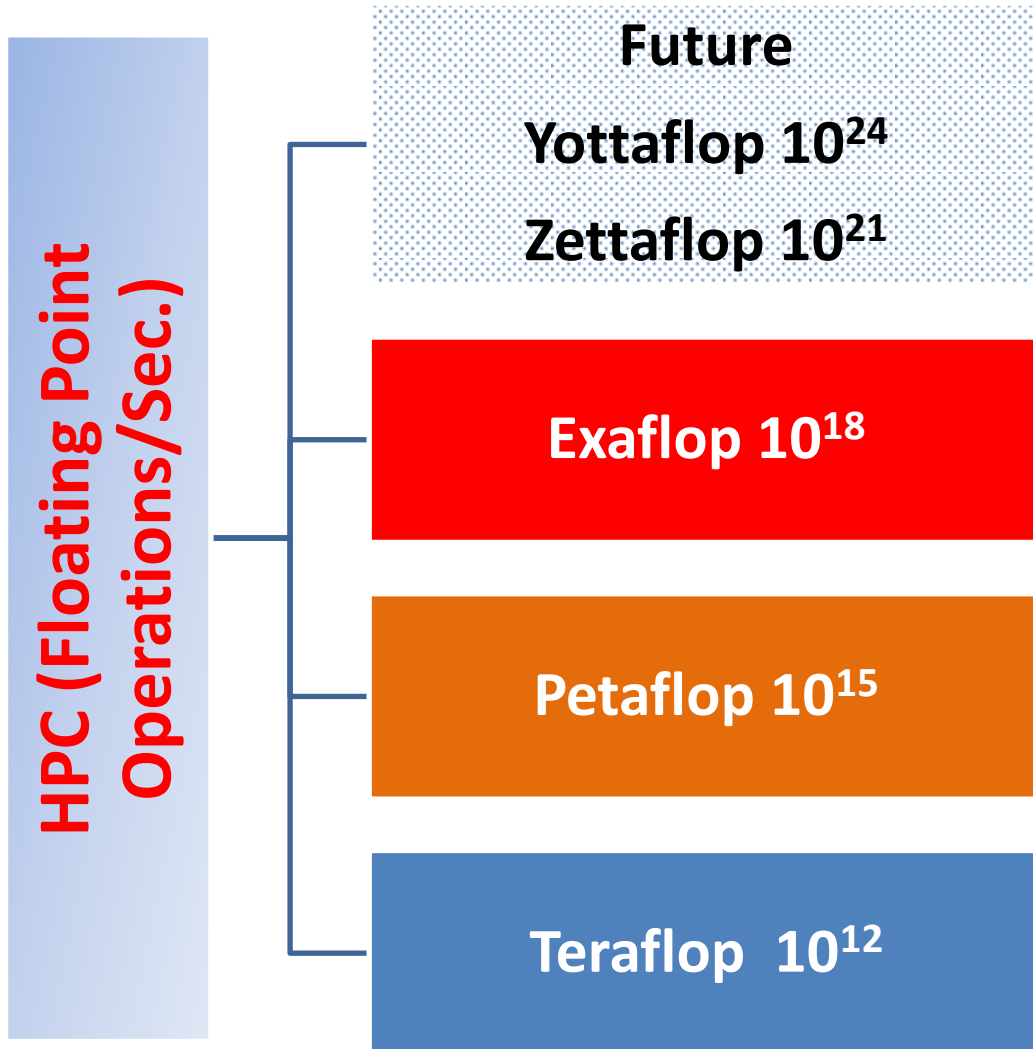 HPC (Floating Point
Operations/Sec.)
Future
Yottaflop 10²⁴
Zettaflop 10²¹
Exaflop 10¹⁸
Petaflop 10¹⁵
Teraflop  10¹²